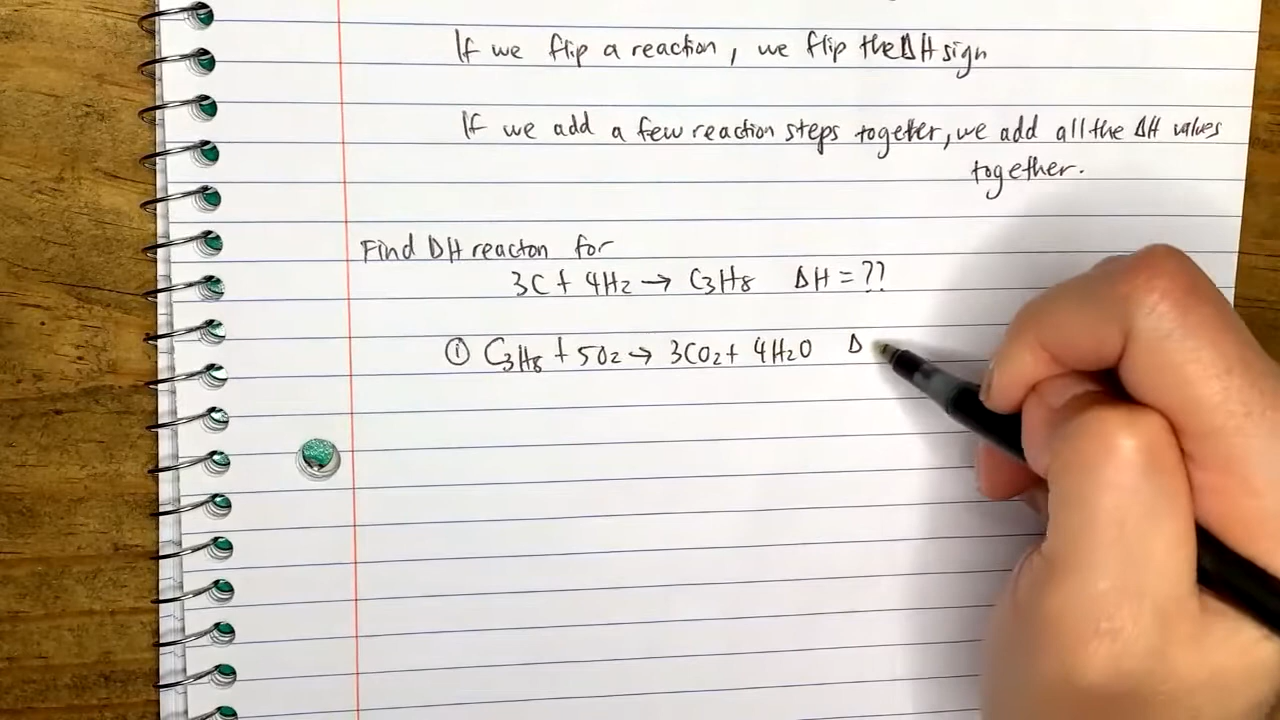 If we flip a reaction, we flip the ΔH sign
If we add a few reaction steps together, we add all the ΔH values
together.
Find ΔH reacton for
3C + 4H₂ → C₃H₈ ΔH = ??
① C₃H₈ + 5O₂ → 3CO₂ + 4H₂O Δ